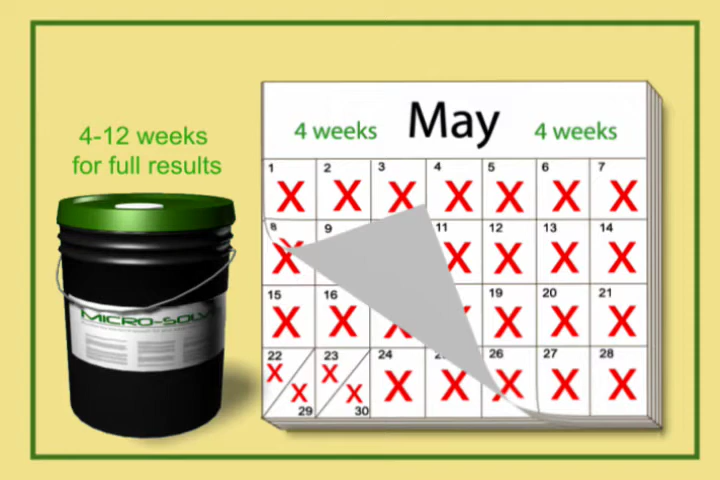 4-12 weeks
for full results
4 weeks May 4 weeks
1 2 3 4 5 6 7
X X X X X X X
8 9 11 12 13 14
X X X X X
15 16 19 20 21
X X X X X X
22 23 24 26 27 28
X X X X X X X X X
29 30
MICRO-SOLV